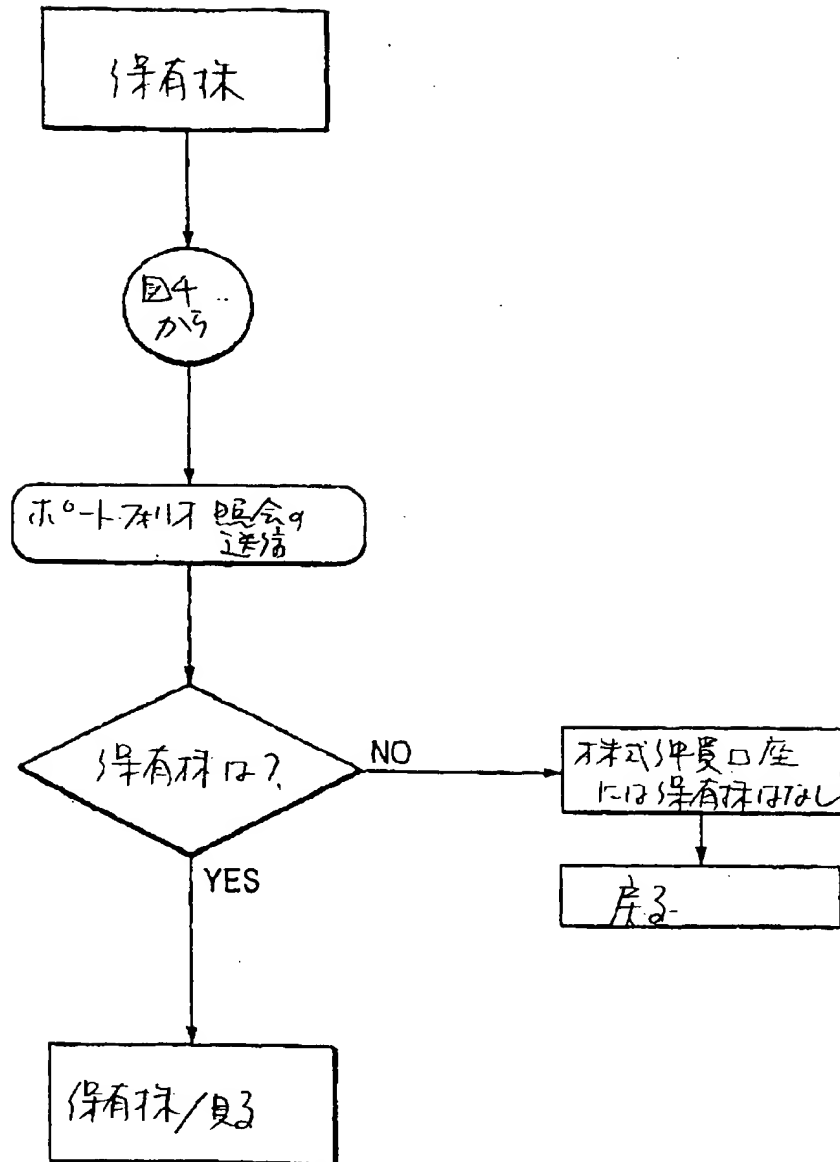 保有株
図4
から
ポートフォリオ照会の
送信
保有株は?
NO
株式仲買口座
には保有株はなし
YES
戻る
保有株/見る